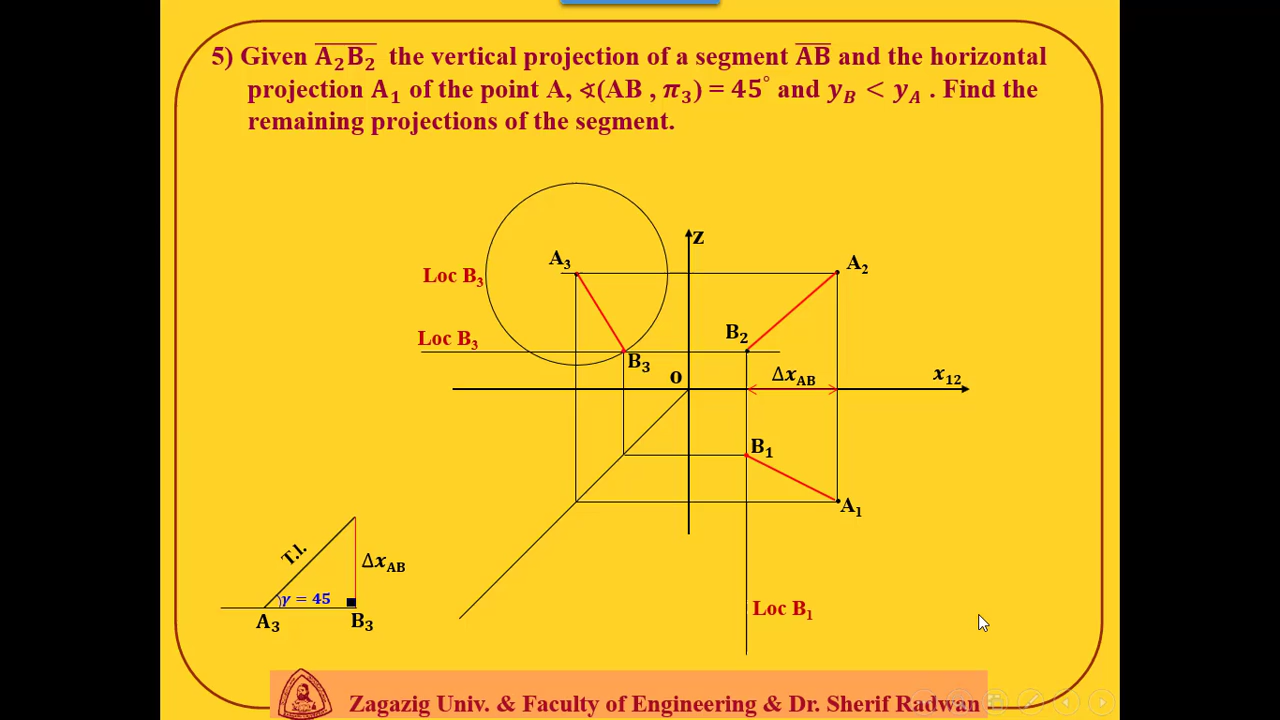 5) Given A₂B₂ the vertical projection of a segment AB and the horizontal
projection A₁ of the point A, ∢(AB , π₃) = 45° and y_B < y_A . Find the
remaining projections of the segment.
Z
A₃
A₂
Loc B₃
B₂
Loc B₃
B₃
O
Δx_AB
x₁₂
B₁
A₁
T.l.
Δx_AB
γ = 45
A₃
B₃
Loc B₁
Zagazig Univ. & Faculty of Engineering & Dr. Sherif Radwan